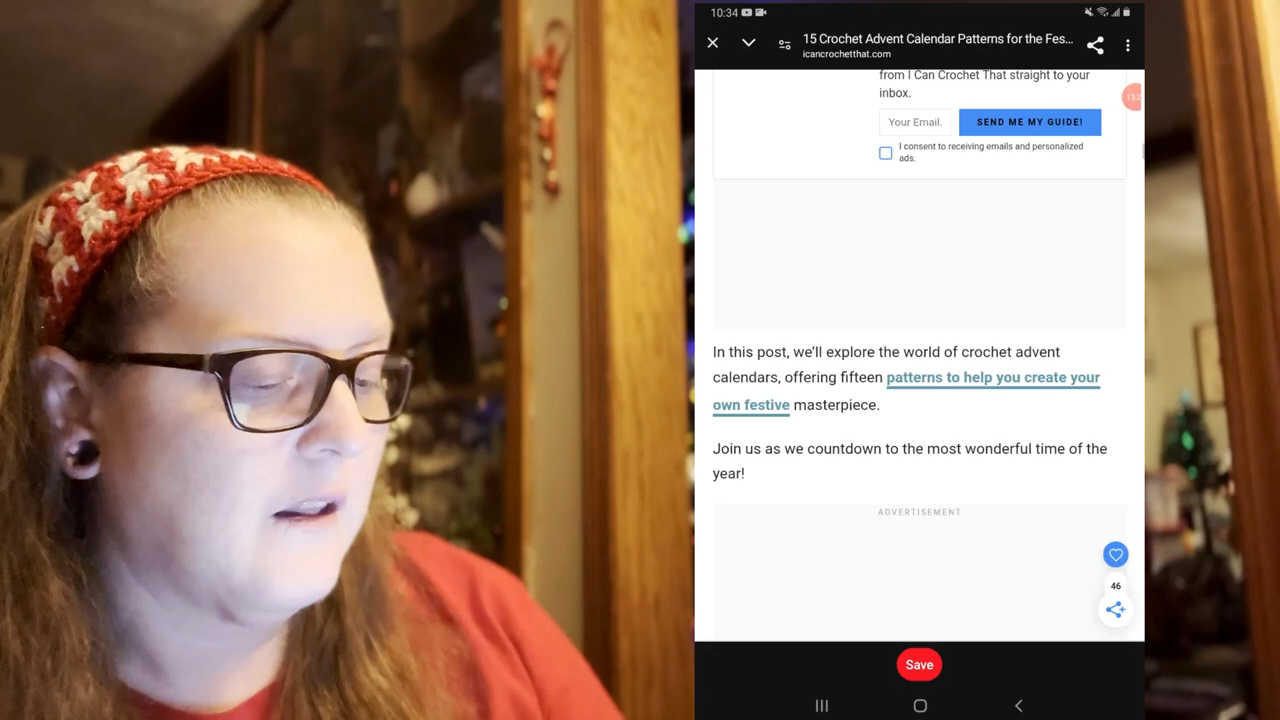 10:34
15 Crochet Advent Calendar Patterns for the Fes...
icancrochetthat.com
from I Can Crochet That straight to your
inbox.
Your Email.
SEND ME MY GUIDE!
I consent to receiving emails and personalized
ads.
In this post, we’ll explore the world of crochet advent
calendars, offering fifteen patterns to help you create your
own festive masterpiece.
Join us as we countdown to the most wonderful time of the
year!
ADVERTISEMENT
46
Save